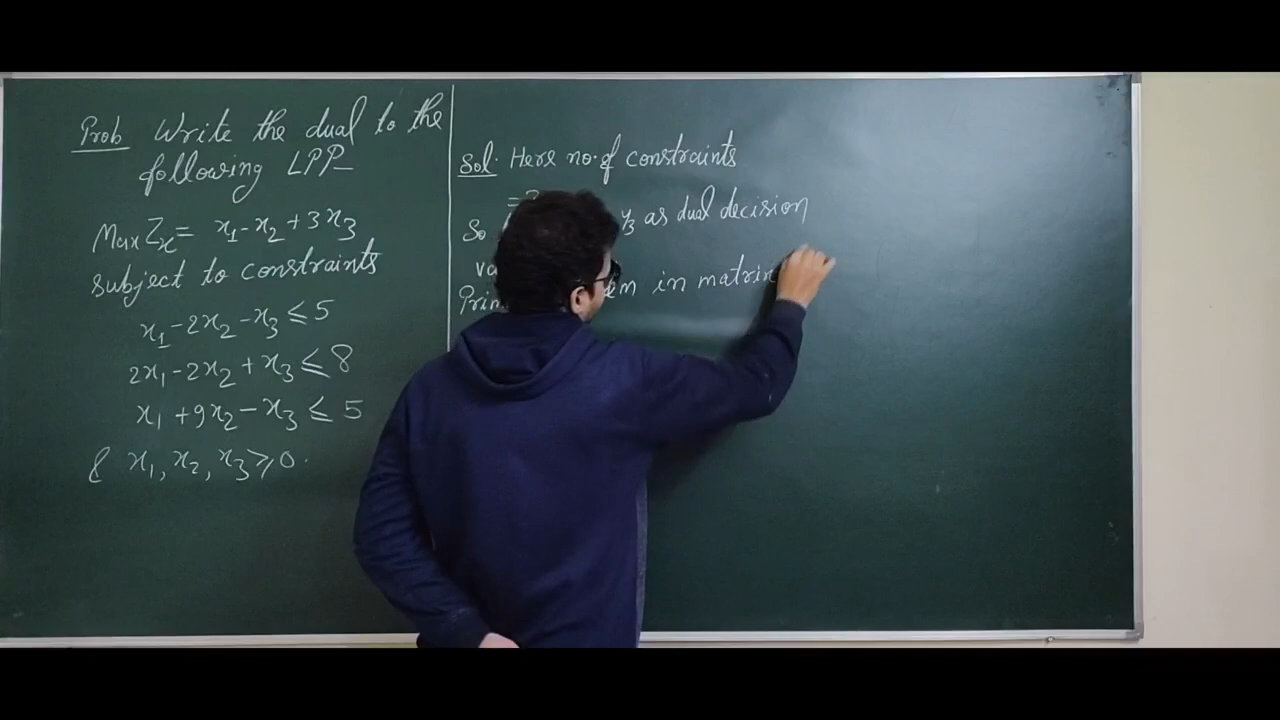 Prob Write the dual to the
following LPP
Max Zx = x1 - x2 + 3x3
subject to constraints
x1 - 2x2 - x3 ≤ 5
2x1 - 2x2 + x3 ≤ 8
x1 + 9x2 - x3 ≤ 5
& x1, x2, x3 ≥ 0.
Sol. Here no. of constraints
=3
So y3 as dual decision
in matrix